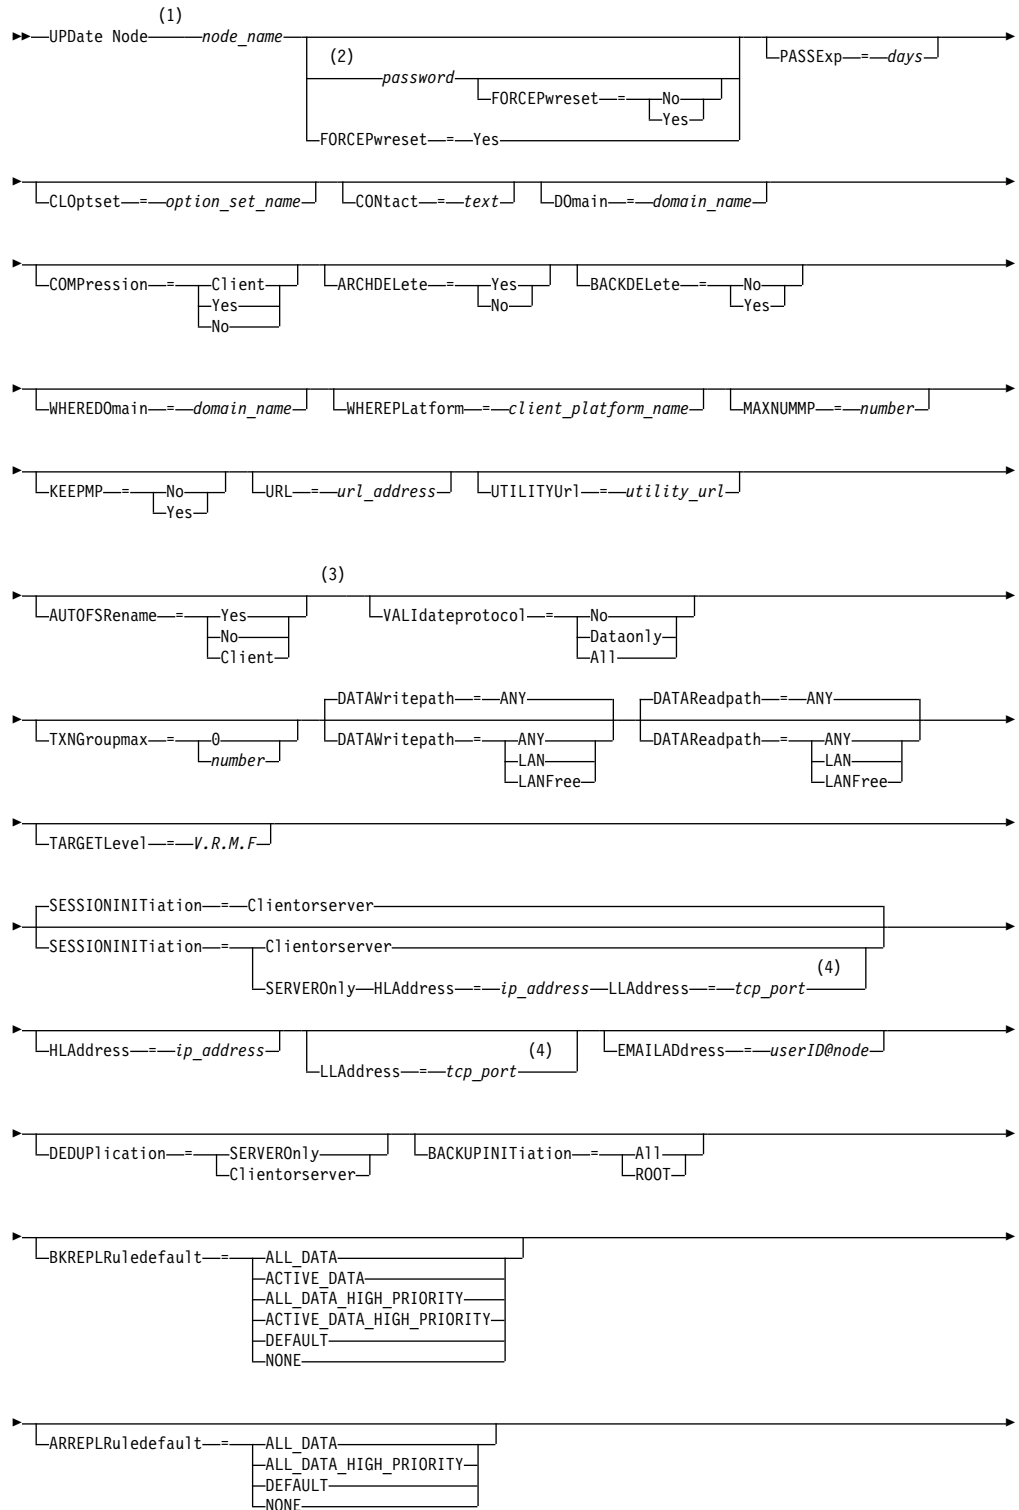 (1)
UPDate Node node_name
(2)
password
FORCEPwreset = No
Yes
FORCEPwreset = Yes
PASSExp = days
CLOptset = option_set_name CONtact = text DOmain = domain_name
COMPression = Client
Yes
No
ARCHDELete = Yes
No
BACKDELete = No
Yes
WHEREDOmain = domain_name WHEREPLatform = client_platform_name MAXNUMMP = number
KEEPMP = No
Yes
URL = url_address UTILITYUrl = utility_url
(3)
AUTOFSRename = Yes
No
Client
VALIdateprotocol = No
Dataonly
All
TXNGroupmax = 0
number
DATAWritepath = ANY
DATAWritepath = ANY
LAN
LANFree
DATAReadpath = ANY
DATAReadpath = ANY
LAN
LANFree
TARGETLevel = V.R.M.F
SESSIONINITiation = Clientorserver
SESSIONINITiation = Clientorserver
(4)
SERVEROnly HLAddress = ip_address LLAddress = tcp_port
HLAddress = ip_address
(4)
LLAddress = tcp_port
EMAILADdress = userID@node
DEDUPlication = SERVEROnly
Clientorserver
BACKUPINITiation = All
ROOT
BKREPLRuledefault = ALL_DATA
ACTIVE_DATA
ALL_DATA_HIGH_PRIORITY
ACTIVE_DATA_HIGH_PRIORITY
DEFAULT
NONE
ARREPLRuledefault = ALL_DATA
ALL_DATA_HIGH_PRIORITY
DEFAULT
NONE